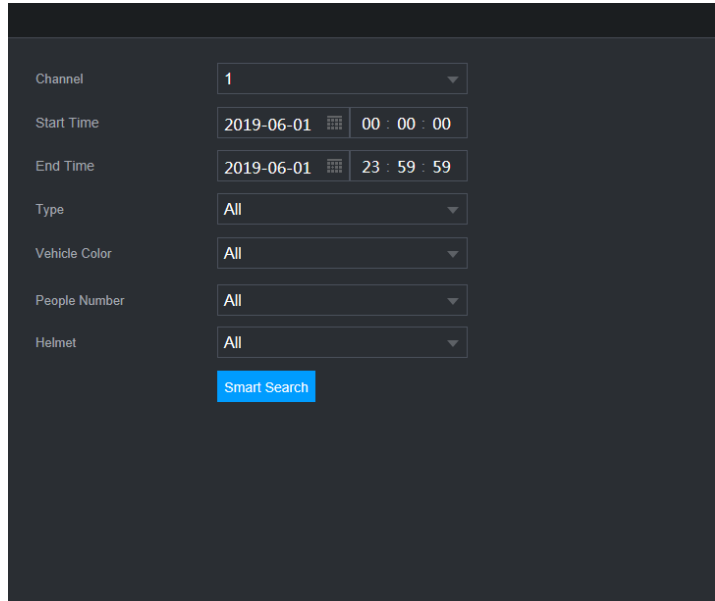 Channel 1
Start Time 2019-06-01 00 : 00 : 00
End Time 2019-06-01 23 : 59 : 59
Type All
Vehicle Color All
People Number All
Helmet All
Smart Search